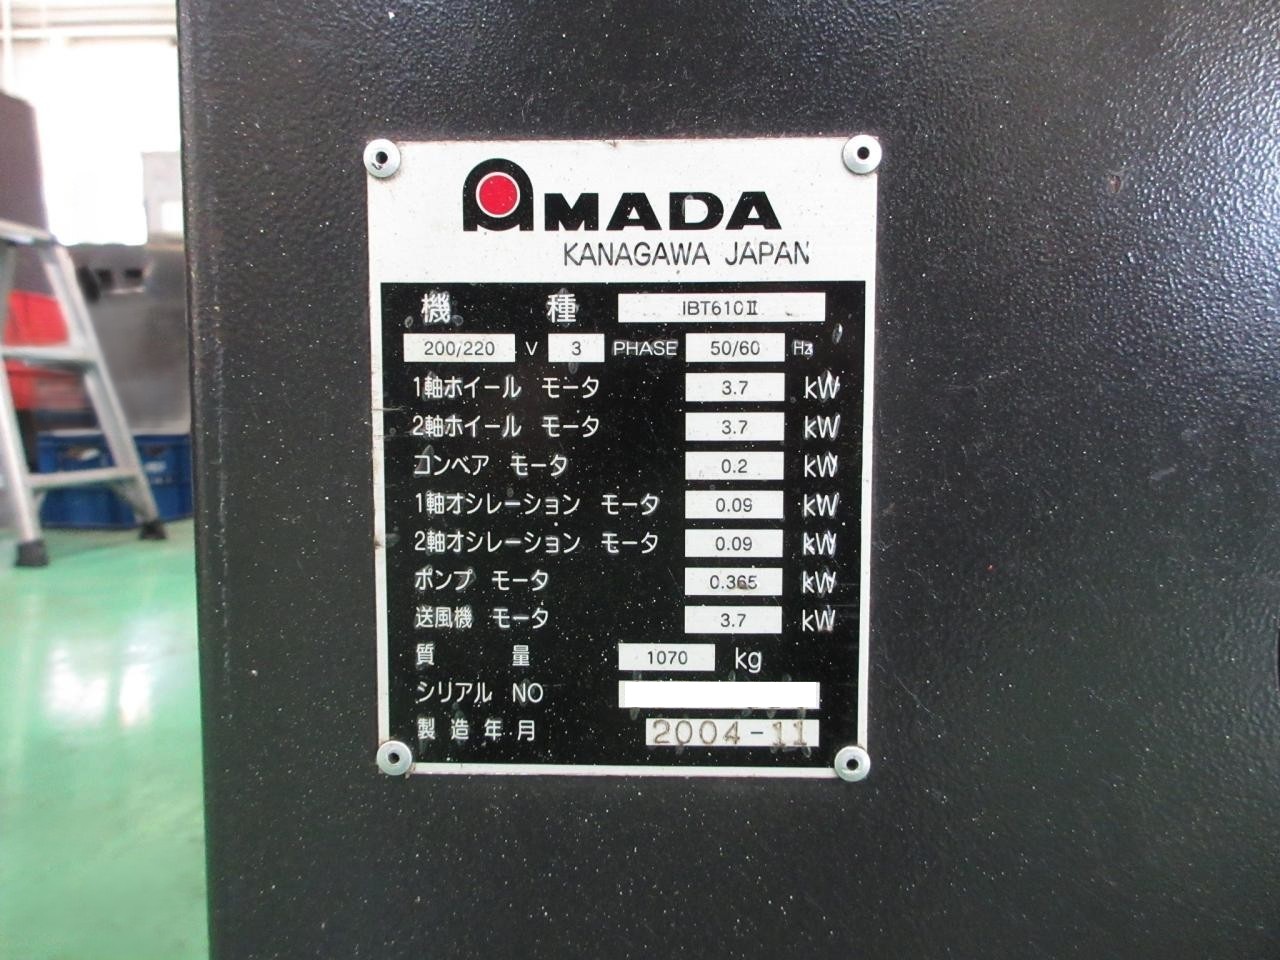 AMADA
KANAGAWA JAPAN
機 種 IBT610Ⅱ
200/220 V 3 PHASE 50/60 Hz
1軸ホイール モータ 3.7 kW
2軸ホイール モータ 3.7 kW
コンベア モータ 0.2 kW
1軸オシレーション モータ 0.09 kW
2軸オシレーション モータ 0.09 kW
ポンプ モータ 0.365 kW
送風機 モータ 3.7 kW
質 量 1070 kg
シリアル NO
製造年月 2004-11